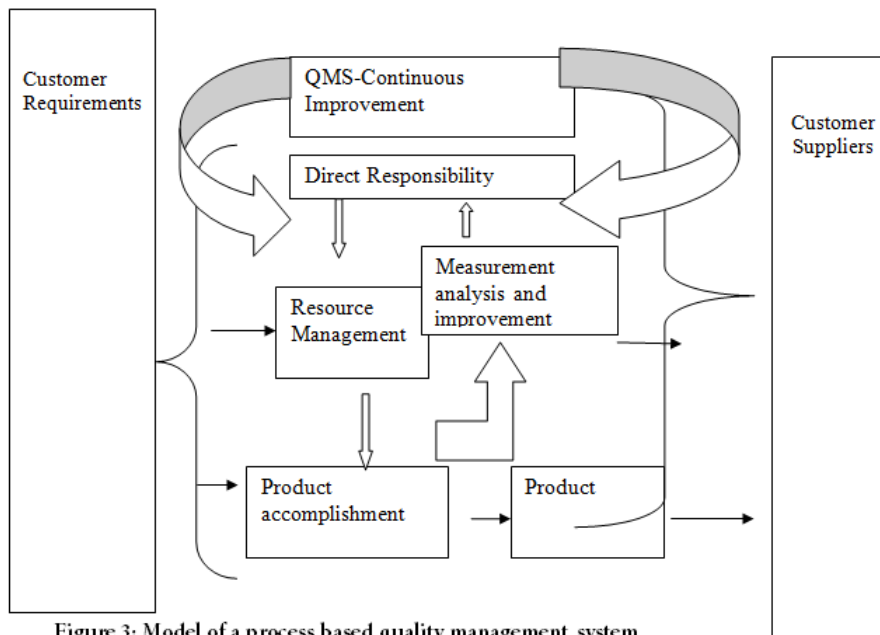 Customer
Requirements
QMS-Continuous
Improvement
Customer
Suppliers
Direct Responsibility
Measurement
analysis and
improvement
Resource
Management
Product
accomplishment
Product
Figure 3: Model of a process based quality management system